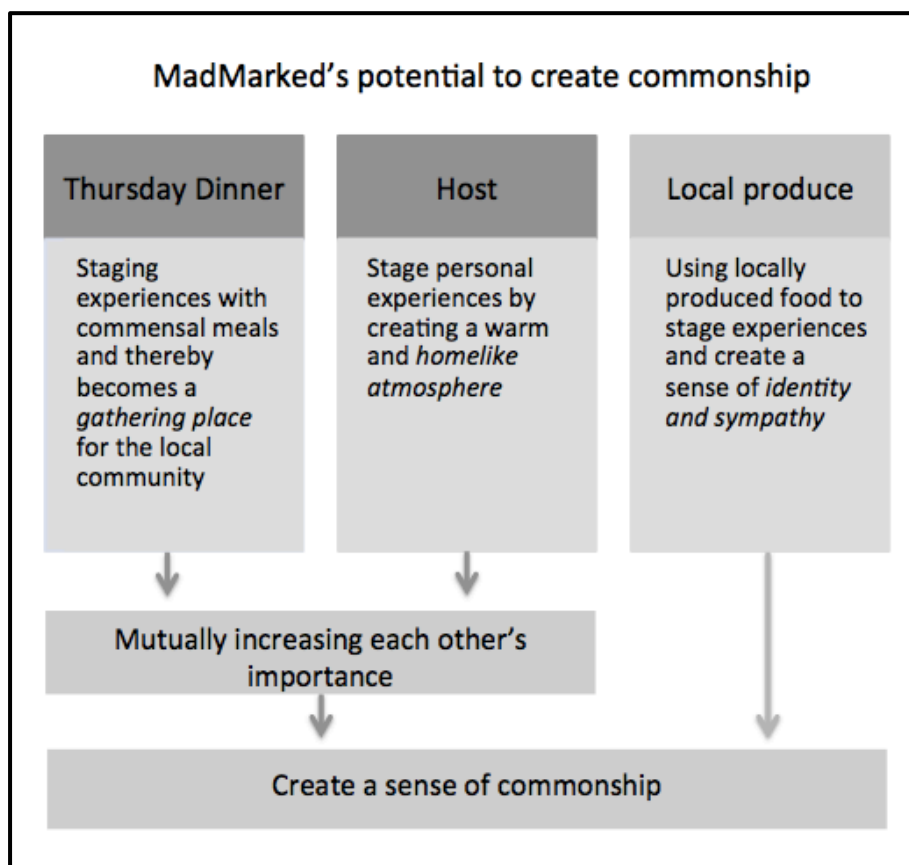 MadMarked's potential to create commonship
Thursday Dinner
Staging
experiences with
commensal meals
and thereby
becomes a
gathering place
for the local
community
Host
Stage personal
experiences by
creating a warm
and homelike
atmosphere
Local produce
Using locally
produced food to
stage experiences
and create a
sense of identity
and sympathy
Mutually increasing each other's
importance
Create a sense of commonship